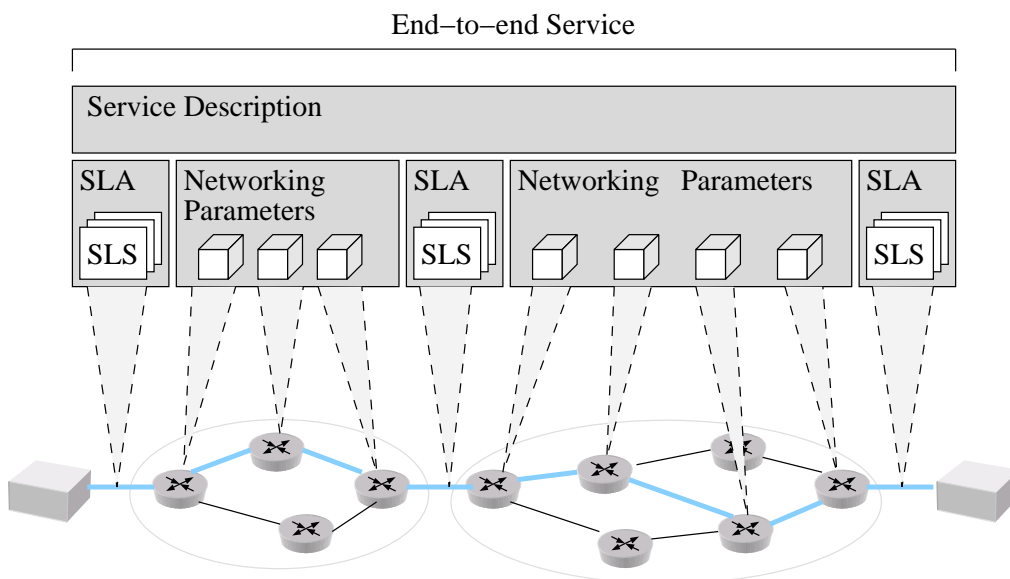 End–to–end Service
Service Description
SLA
Networking
Parameters
SLA
Networking Parameters
SLA
SLS
SLS
SLS